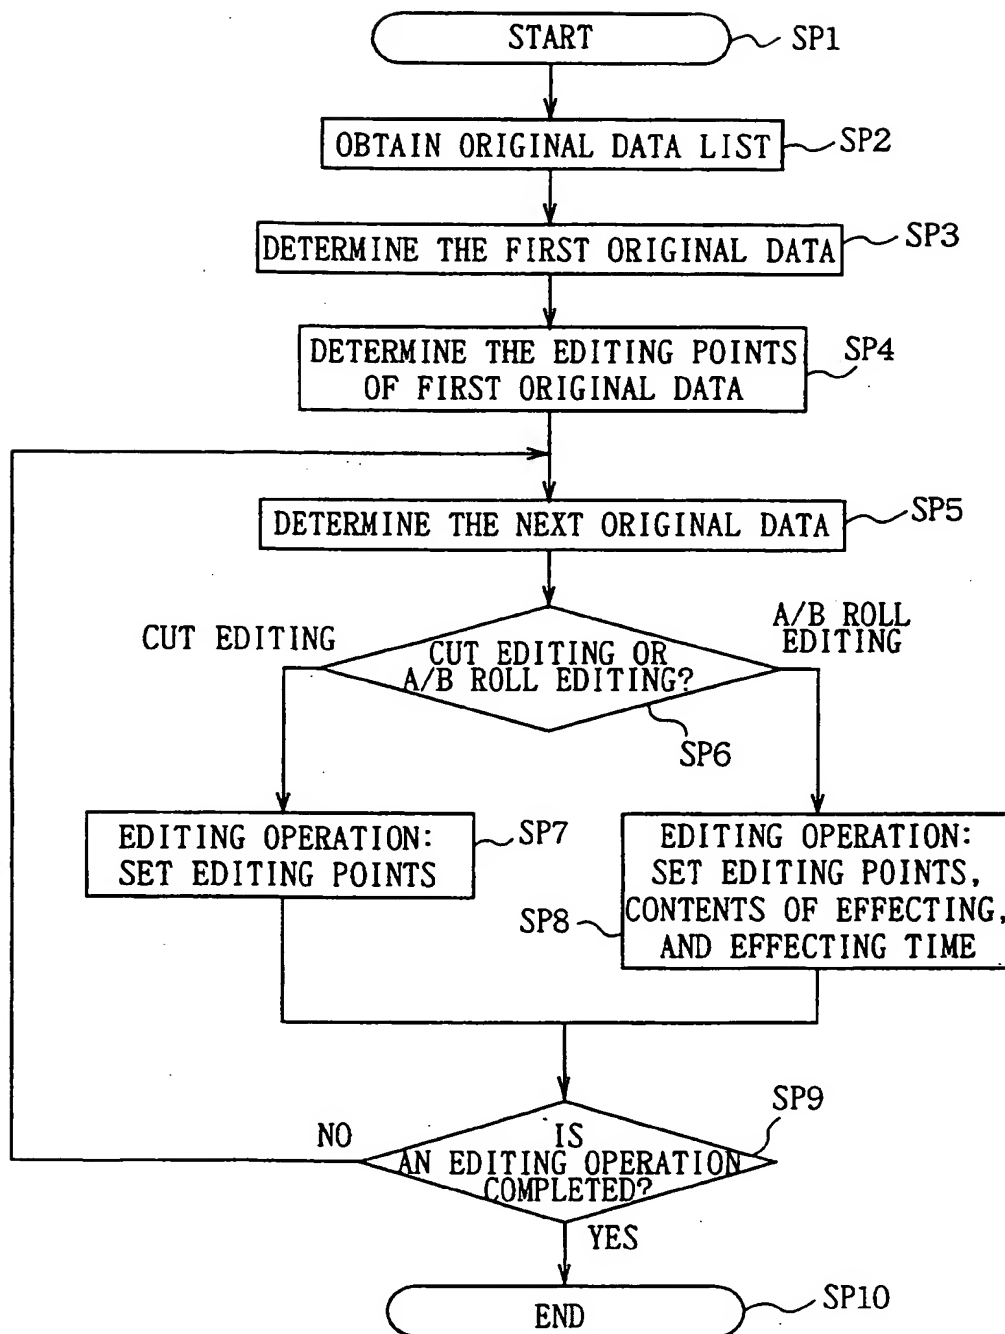 START
SP1
OBTAIN ORIGINAL DATA LIST
SP2
DETERMINE THE FIRST ORIGINAL DATA
SP3
DETERMINE THE EDITING POINTS
OF FIRST ORIGINAL DATA
SP4
DETERMINE THE NEXT ORIGINAL DATA
SP5
CUT EDITING
CUT EDITING OR
A/B ROLL EDITING?
A/B ROLL
EDITING
SP6
EDITING OPERATION:
SET EDITING POINTS
SP7
EDITING OPERATION:
SET EDITING POINTS,
CONTENTS OF EFFECTING,
AND EFFECTING TIME
SP8
NO
IS
AN EDITING OPERATION
COMPLETED?
SP9
YES
END
SP10